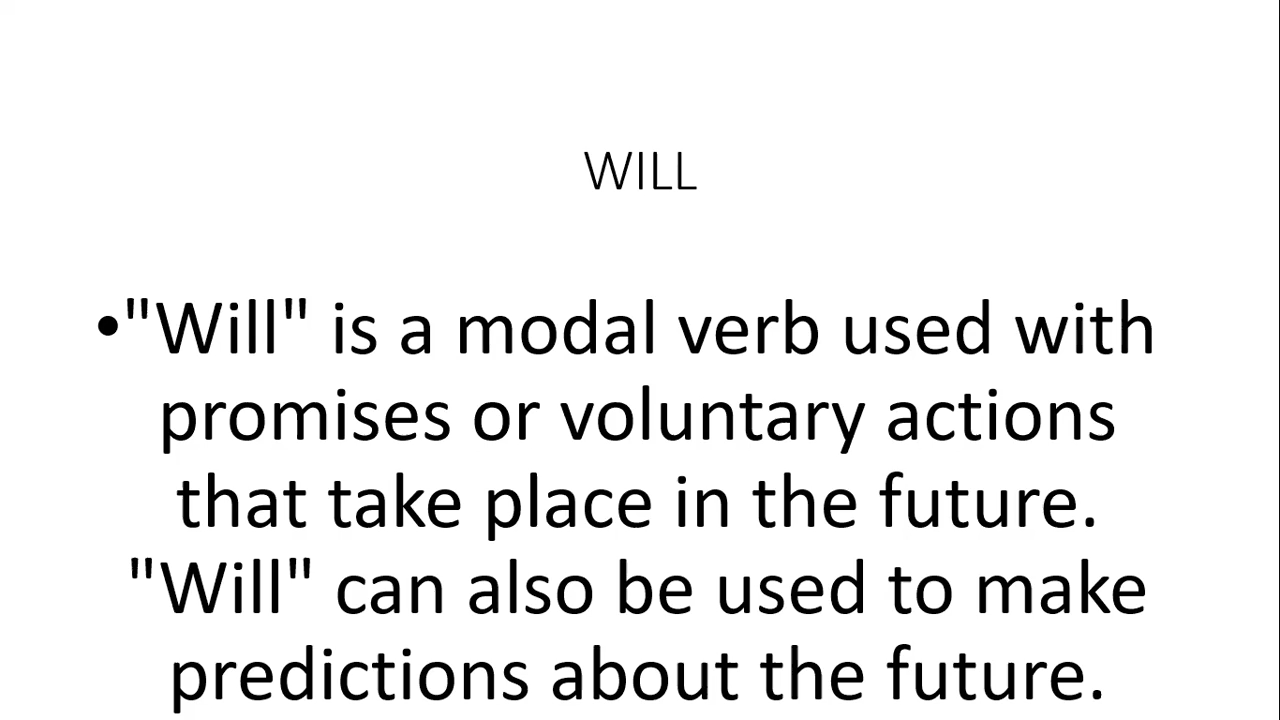 WILL
•"Will" is a modal verb used with
promises or voluntary actions
that take place in the future.
"Will" can also be used to make
predictions about the future.